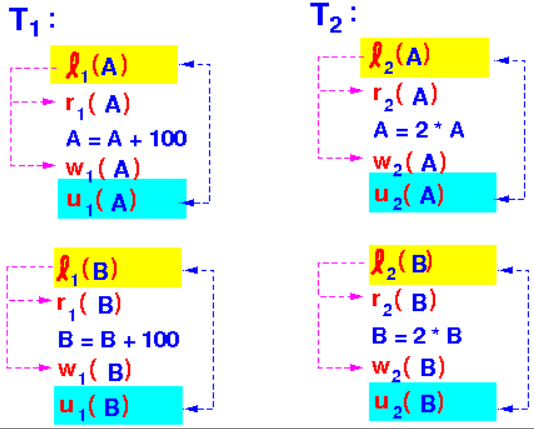 T1:
ℓ1(A)
r1(A)
A = A + 100
w1(A)
u1(A)
ℓ1(B)
r1(B)
B = B + 100
w1(B)
u1(B)
T2:
ℓ2(A)
r2(A)
A = 2 * A
w2(A)
u2(A)
ℓ2(B)
r2(B)
B = 2 * B
w2(B)
u2(B)